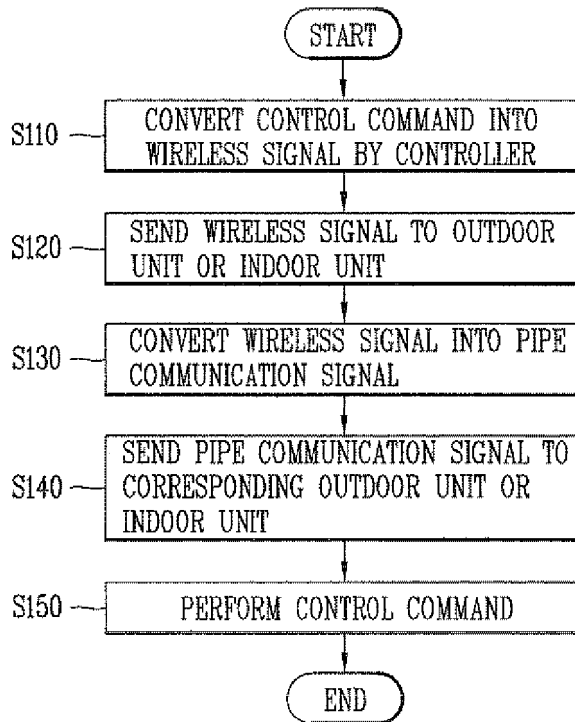 START
S110
CONVERT CONTROL COMMAND INTO
WIRELESS SIGNAL BY CONTROLLER
S120
SEND WIRELESS SIGNAL TO OUTDOOR
UNIT OR INDOOR UNIT
S130
CONVERT WIRELESS SIGNAL INTO PIPE
COMMUNICATION SIGNAL
S140
SEND PIPE COMMUNICATION SIGNAL TO
CORRESPONDING OUTDOOR UNIT OR
INDOOR UNIT
S150
PERFORM CONTROL COMMAND
END